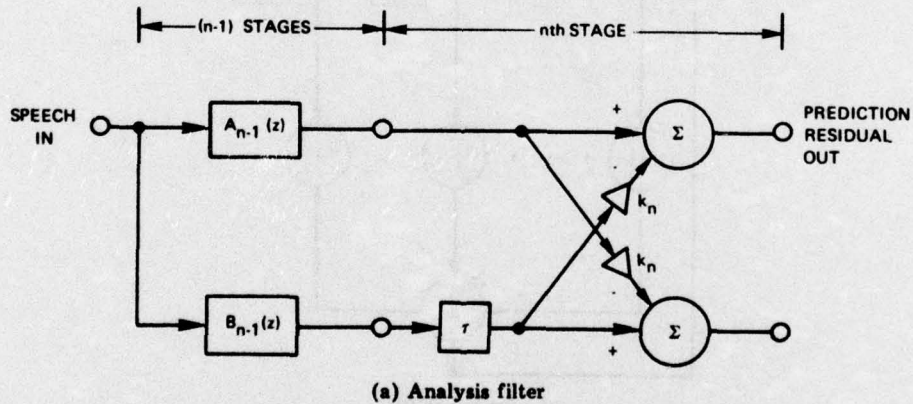 (n-1) STAGES
nth STAGE
SPEECH
IN
A_{n-1}(z)
+
Σ
PREDICTION
RESIDUAL
OUT
-
k_n
k_n
-
B_{n-1}(z)
τ
+
Σ
(a) Analysis filter